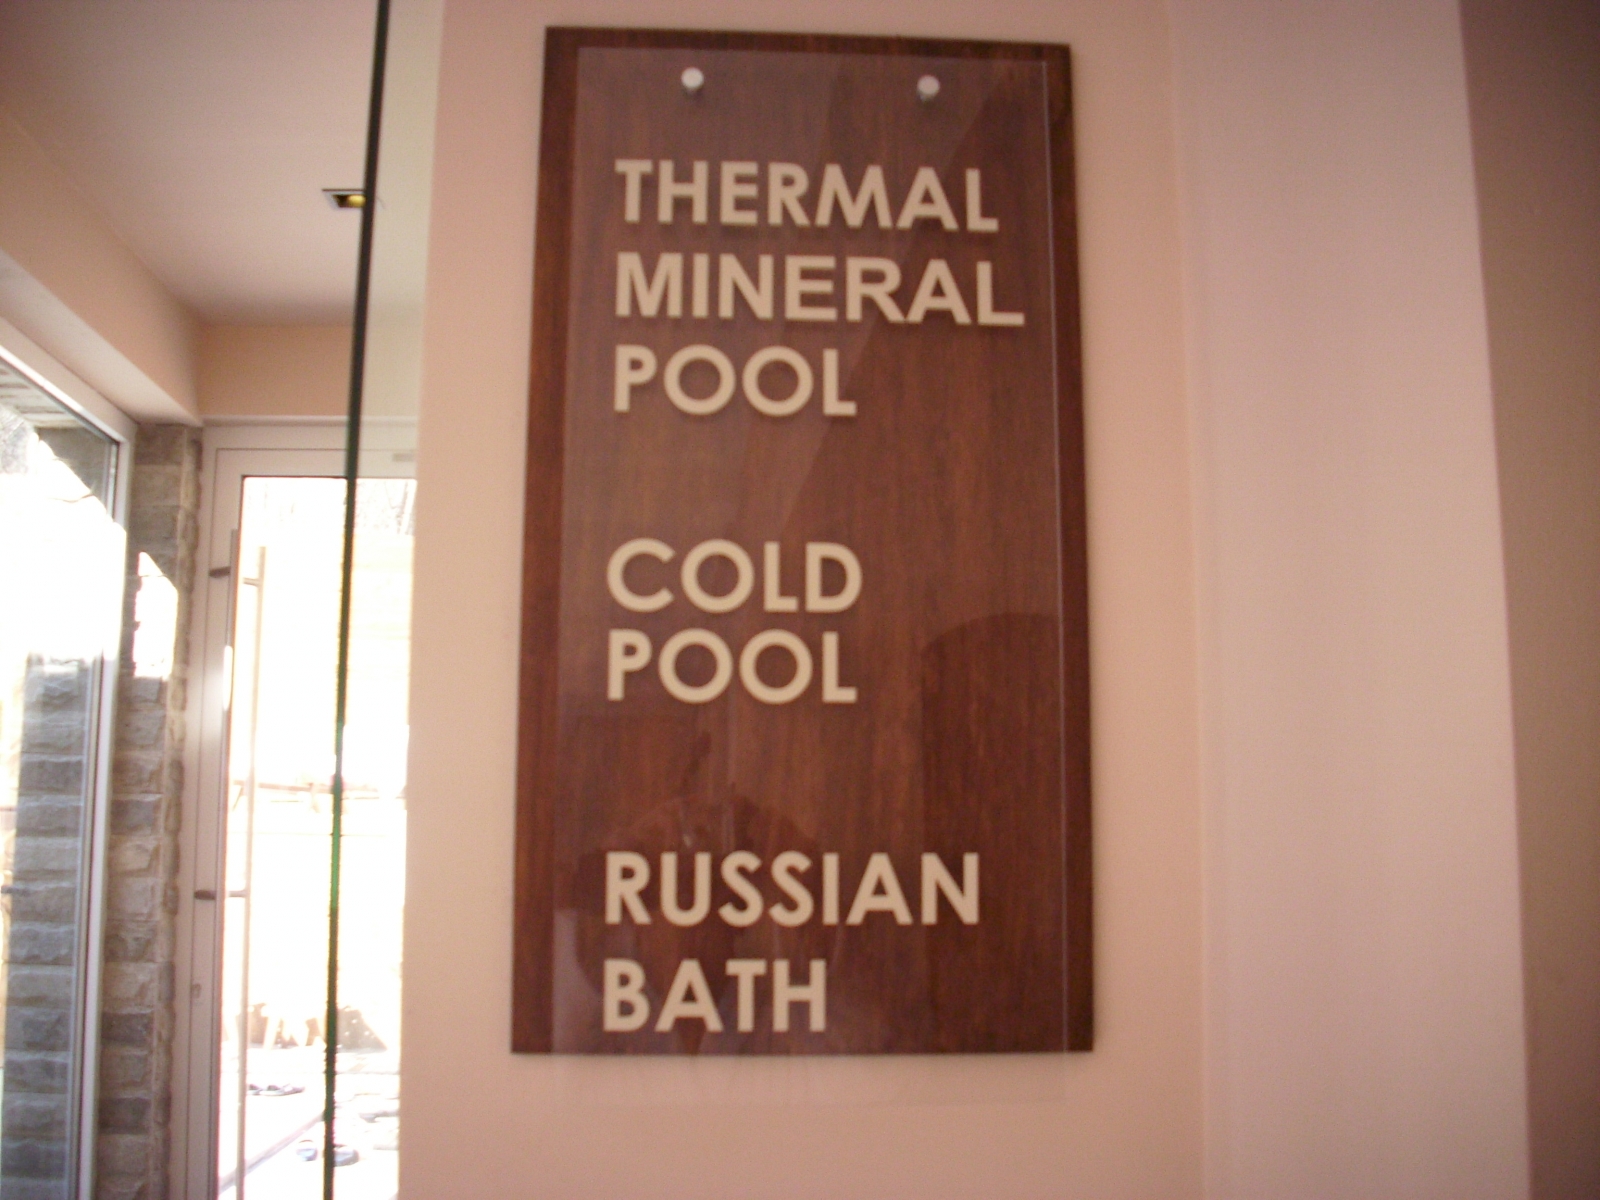 THERMAL
MINERAL
POOL
COLD
POOL
RUSSIAN
BATH